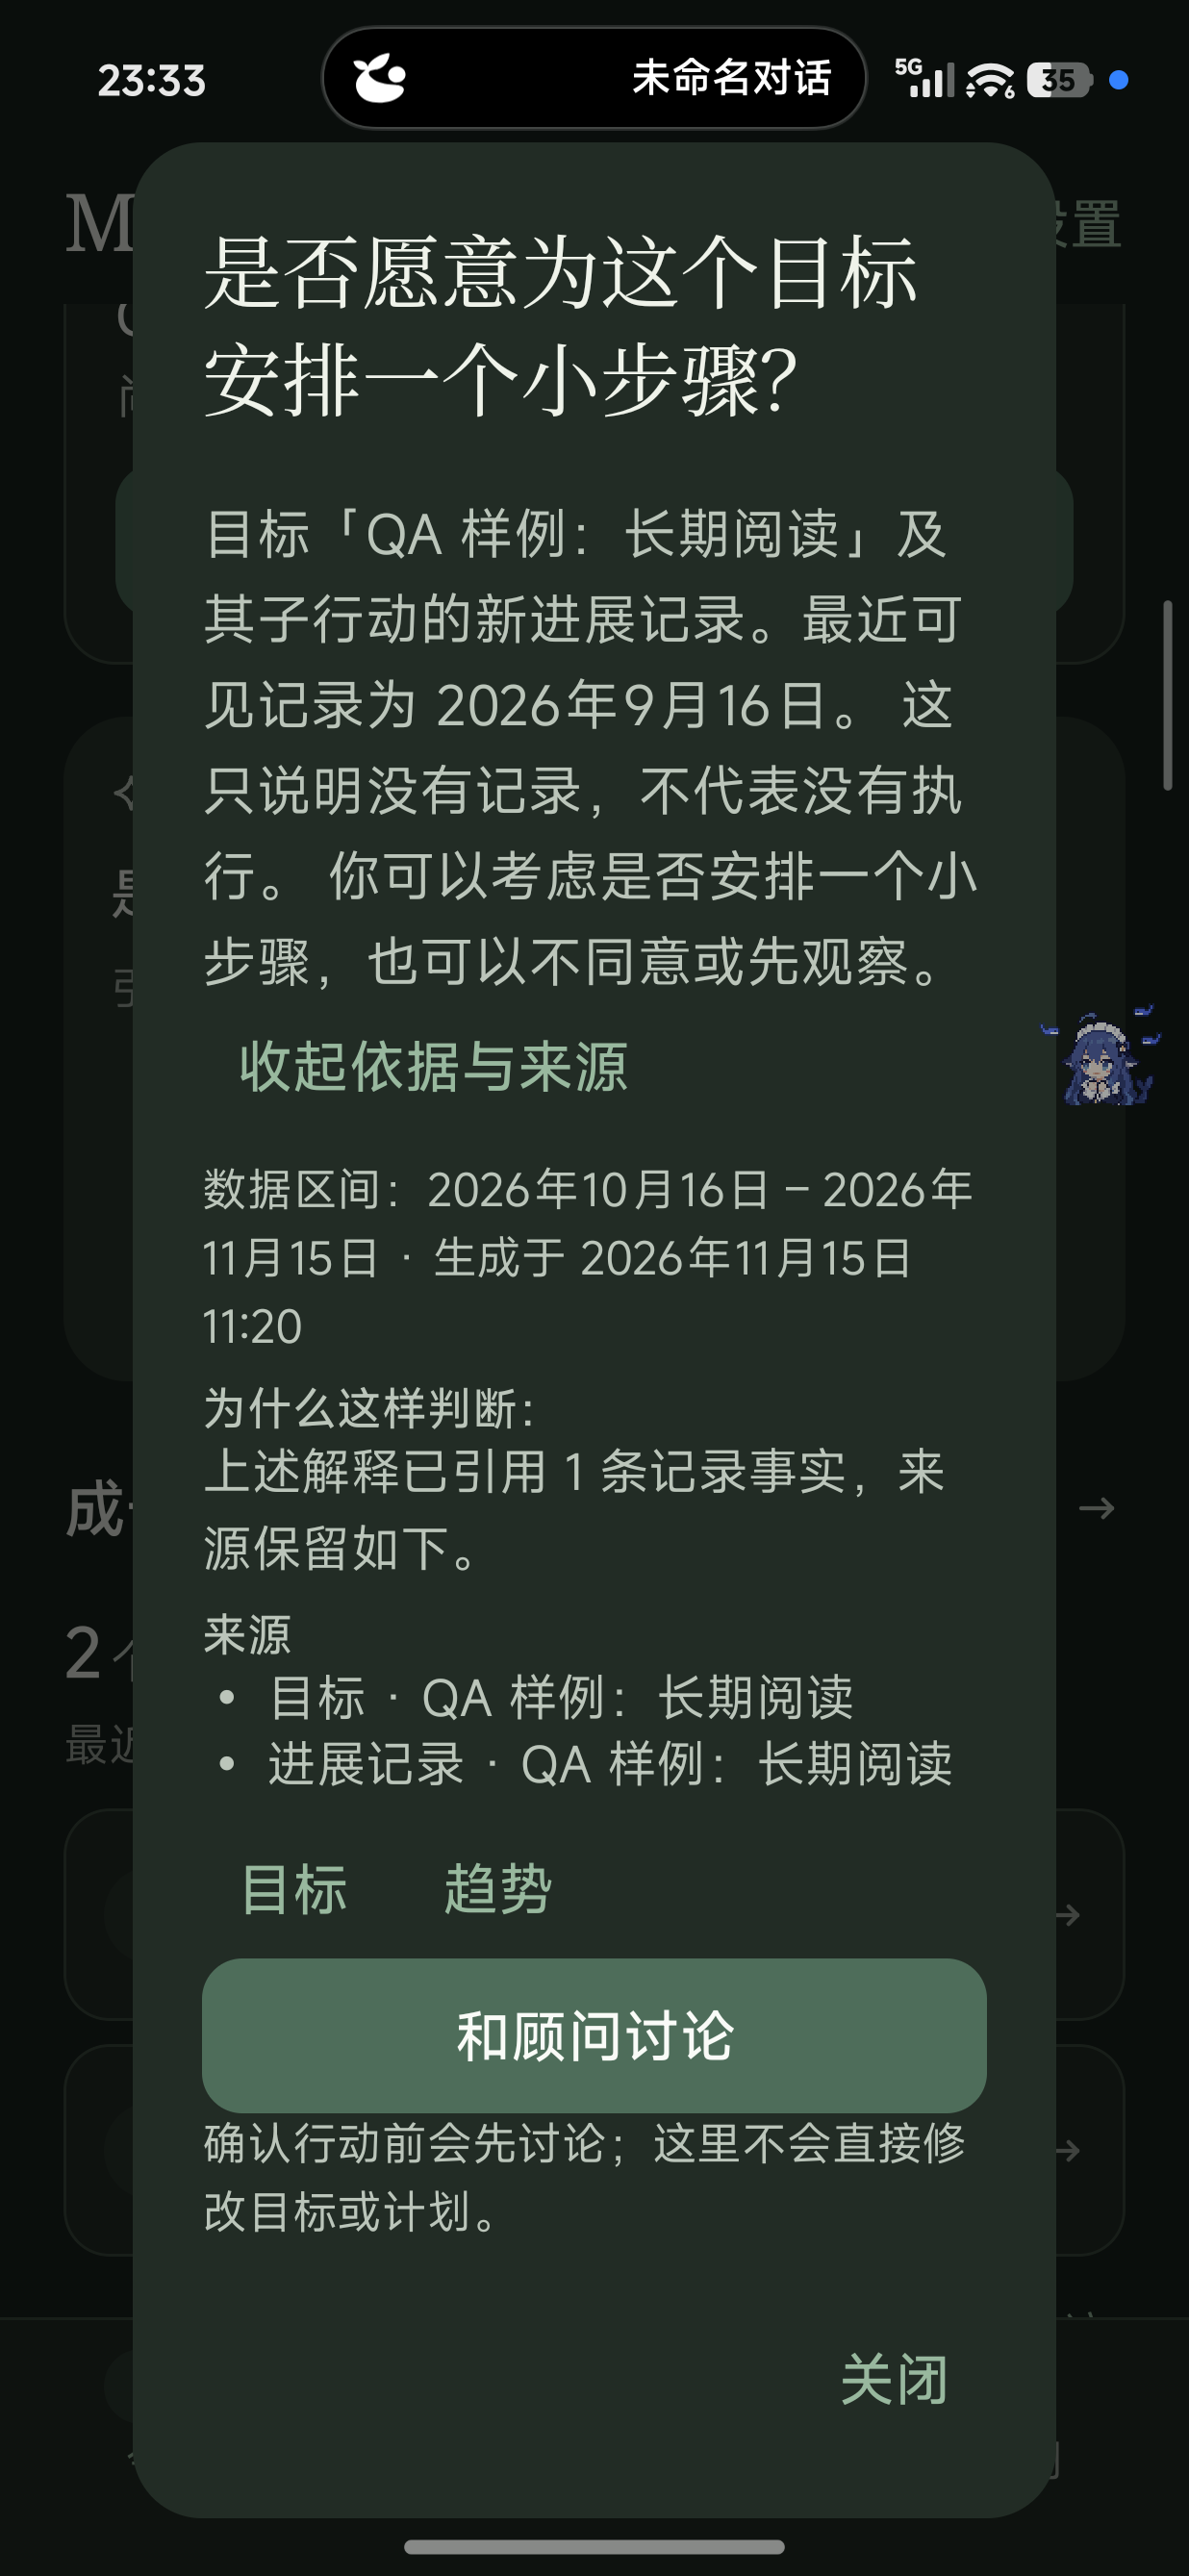 23:33
未命名对话
5G
6
35
M
设置
是否愿意为这个目标
安排一个小步骤?
目标「QA 样例：长期阅读」及
其子行动的新进展记录。最近可
见记录为 2026年9月16日。 这
只说明没有记录，不代表没有执
行。 你可以考虑是否安排一个小
步骤，也可以不同意或先观察。
收起依据与来源
数据区间：2026年10月16日 – 2026年
11月15日 · 生成于 2026年11月15日
11:20
为什么这样判断：
上述解释已引用 1 条记录事实，来
源保留如下。
来源
• 目标 · QA 样例：长期阅读
• 进展记录 · QA 样例：长期阅读
成
2 个
最近
目标
趋势
和顾问讨论
确认行动前会先讨论；这里不会直接修
改目标或计划。
关闭